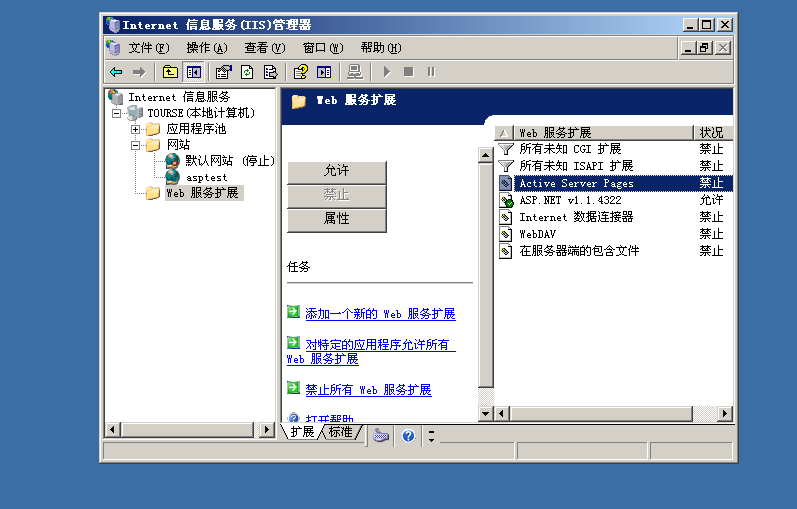 Internet 信息服务(IIS)管理器
文件(F) 操作(A) 查看(V) 窗口(W) 帮助(H)
Internet 信息服务
TOURSE(本地计算机)
应用程序池
网站
默认网站 (停止)
asptest
Web 服务扩展
Web 服务扩展
允许
禁止
属性
任务
添加一个新的 Web 服务扩展
对特定的应用程序允许所有
Web 服务扩展
禁止所有 Web 服务扩展
打开帮助
Web 服务扩展 状况
所有未知 CGI 扩展 禁止
所有未知 ISAPI 扩展 禁止
Active Server Pages 禁止
ASP.NET v1.1.4322 允许
Internet 数据连接器 禁止
WebDAV 禁止
在服务器端的包含文件 禁止
扩展 标准